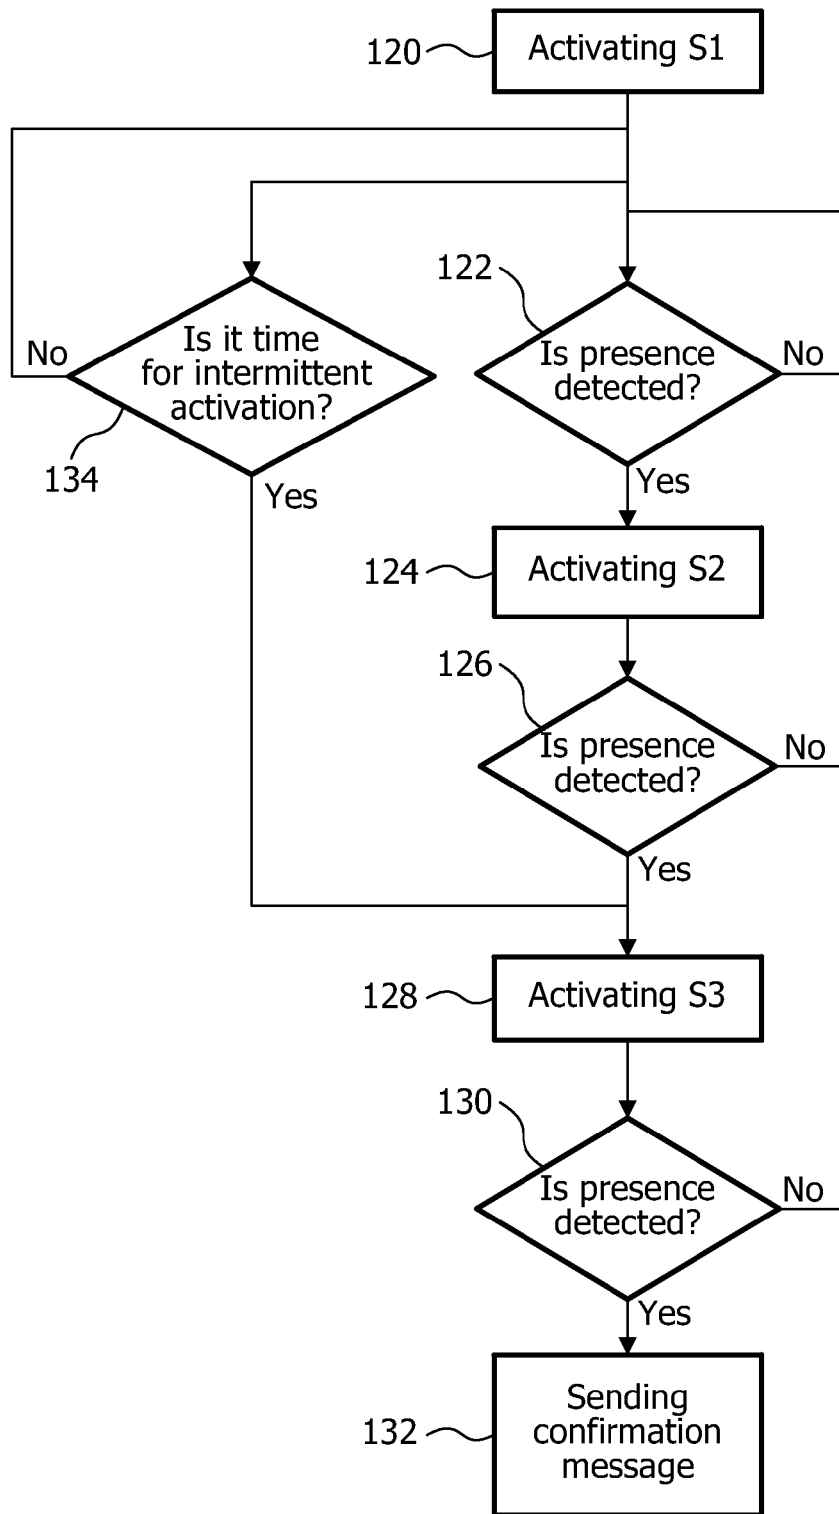 120
Activating S1
122
Is it time
for intermittent
activation?
No
134
Yes
Is presence
detected?
No
Yes
124
Activating S2
126
Is presence
detected?
No
Yes
128
Activating S3
130
Is presence
detected?
No
Yes
132
Sending
confirmation
message